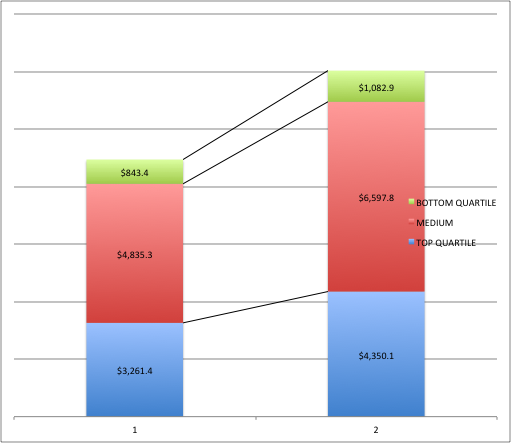 $1,082.9
$843.4
$6,597.8
BOTTOM QUARTILE
MEDIUM
TOP QUARTILE
$4,835.3
$4,350.1
$3,261.4
1
2